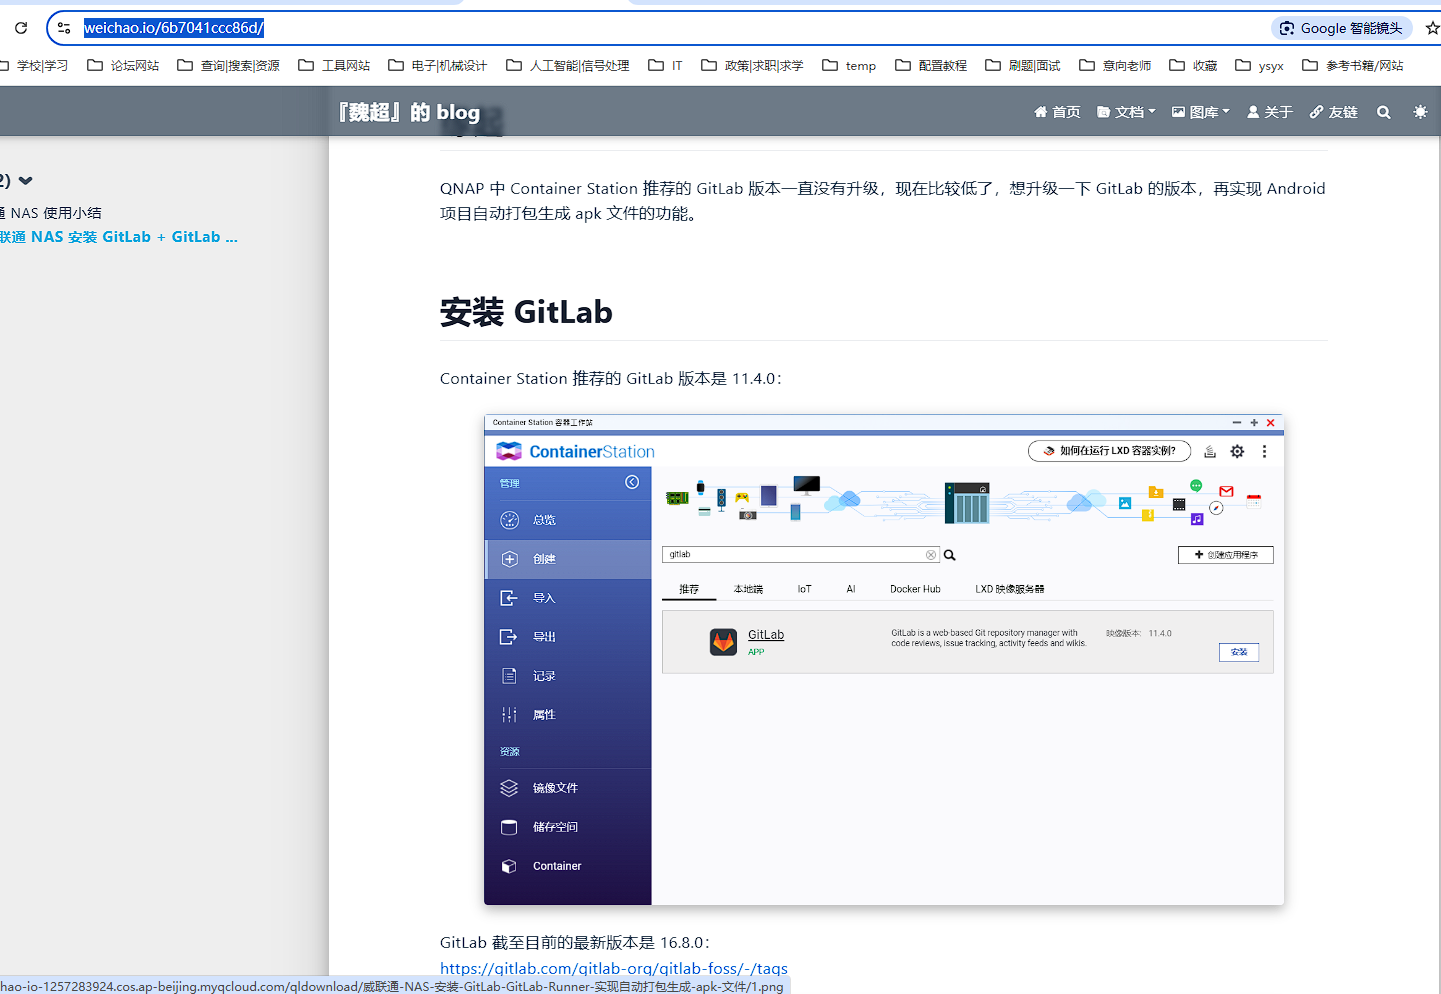 weichao.io/6b7041ccc86d/
Google 智能镜头
学校|学习
论坛网站
查询|搜索|资源
工具网站
电子|机械设计
人工智能|信号处理
IT
政策|求职|求学
temp
配置教程
刷题|面试
意向老师
收藏
ysyx
参考书籍/网站
『魏超』的 blog
首页
文档
图库
关于
友链
2)
通 NAS 使用小结
联通 NAS 安装 GitLab + GitLab ...
QNAP 中 Container Station 推荐的 GitLab 版本一直没有升级，现在比较低了，想升级一下 GitLab 的版本，再实现 Android
项目自动打包生成 apk 文件的功能。
安装 GitLab
Container Station 推荐的 GitLab 版本是 11.4.0：
Container Station 容器工作站
ContainerStation
如何在运行 LXD 容器实例?
管理
总览
创建
导入
导出
记录
属性
资源
镜像文件
储存空间
Container
gitlab
创建应用程序
推荐
本地端
IoT
AI
Docker Hub
LXD 映像服务器
GitLab
APP
GitLab is a web-based Git repository manager with
code reviews, issue tracking, activity feeds and wikis.
映像版本: 11.4.0
安装
GitLab 截至目前的最新版本是 16.8.0：
https://gitlab.com/gitlab-org/gitlab-foss/-/tags
hao-io-1257283924.cos.ap-beijing.myqcloud.com/qldownload/威联通-NAS-安装-GitLab-GitLab-Runner-实现自动打包生成-apk-文件/1.png